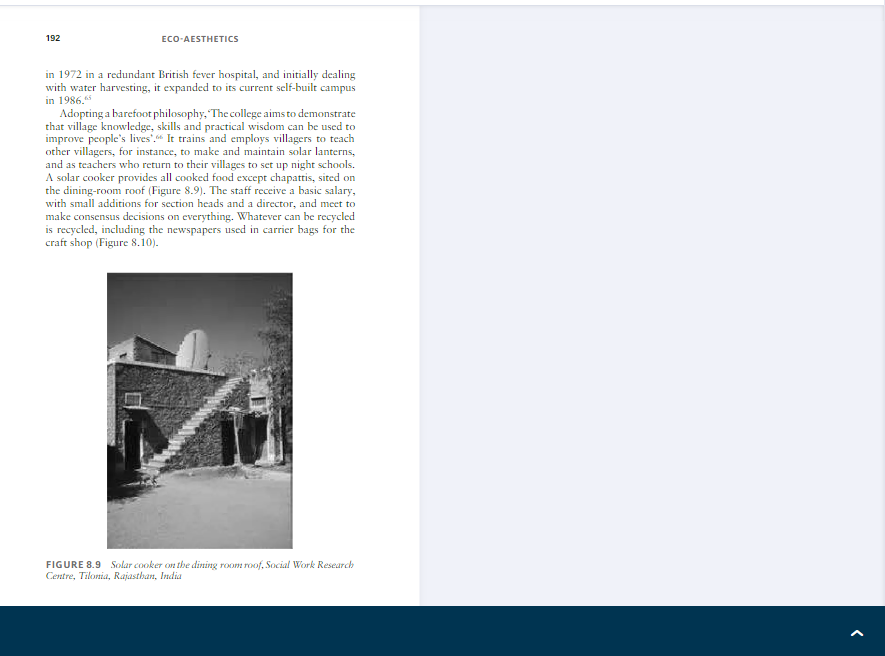 192
ECO-AESTHETICS
in 1972 in a redundant British fever hospital, and initially dealing
with water harvesting, it expanded to its current self-built campus
in 1986.⁶⁵
Adopting a barefoot philosophy, 'The college aims to demonstrate
that village knowledge, skills and practical wisdom can be used to
improve people's lives'.⁶⁶ It trains and employs villagers to teach
other villagers, for instance, to make and maintain solar lanterns,
and as teachers who return to their villages to set up night schools.
A solar cooker provides all cooked food except chapattis, sited on
the dining-room roof (Figure 8.9). The staff receive a basic salary,
with small additions for section heads and a director, and meet to
make consensus decisions on everything. Whatever can be recycled
is recycled, including the newspapers used in carrier bags for the
craft shop (Figure 8.10).
FIGURE 8.9 Solar cooker on the dining room roof, Social Work Research
Centre, Tilonia, Rajasthan, India